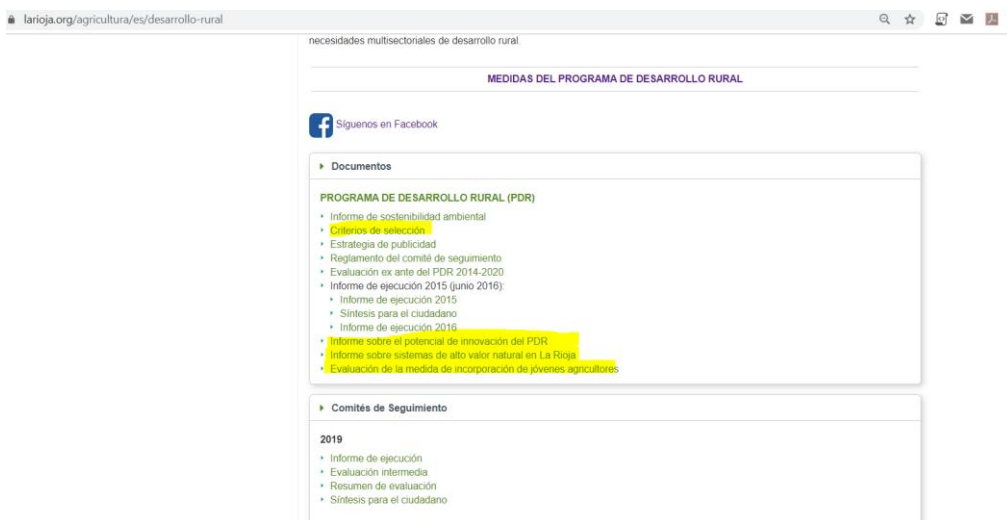 larioja.org/agricultura/es/desarrollo-rural
necesidades multisectoriales de desarrollo rural.
MEDIDAS DEL PROGRAMA DE DESARROLLO RURAL
Síguenos en Facebook
Documentos
PROGRAMA DE DESARROLLO RURAL (PDR)
Informe de sostenibilidad ambiental
Criterios de selección
Estrategia de publicidad
Reglamento del comité de seguimiento
Evaluación ex ante del PDR 2014-2020
Informe de ejecución 2015 (junio 2016):
Informe de ejecución 2015
Síntesis para el ciudadano
Informe de ejecución 2016
Informe sobre el potencial de innovación del PDR
Informe sobre sistemas de alto valor natural en La Rioja
Evaluación de la medida de incorporación de jóvenes agricultores
Comités de Seguimiento
2019
Informe de ejecución
Evaluación intermedia
Resumen de evaluación
Síntesis para el ciudadano